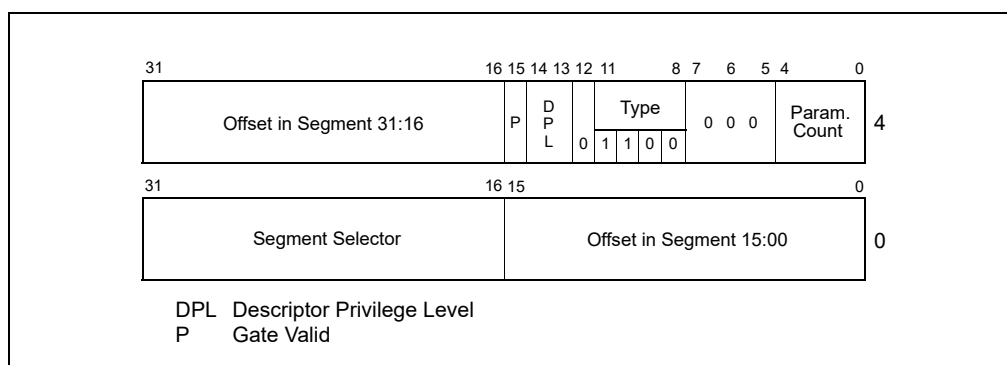 31 16 15 14 13 12 11 8 7 6 5 4 0
Offset in Segment 31:16 P D P L 0 Type 1 1 0 0 0 0 0 Param. Count 4
31 16 15 0
Segment Selector Offset in Segment 15:00 0
DPL Descriptor Privilege Level
P Gate Valid